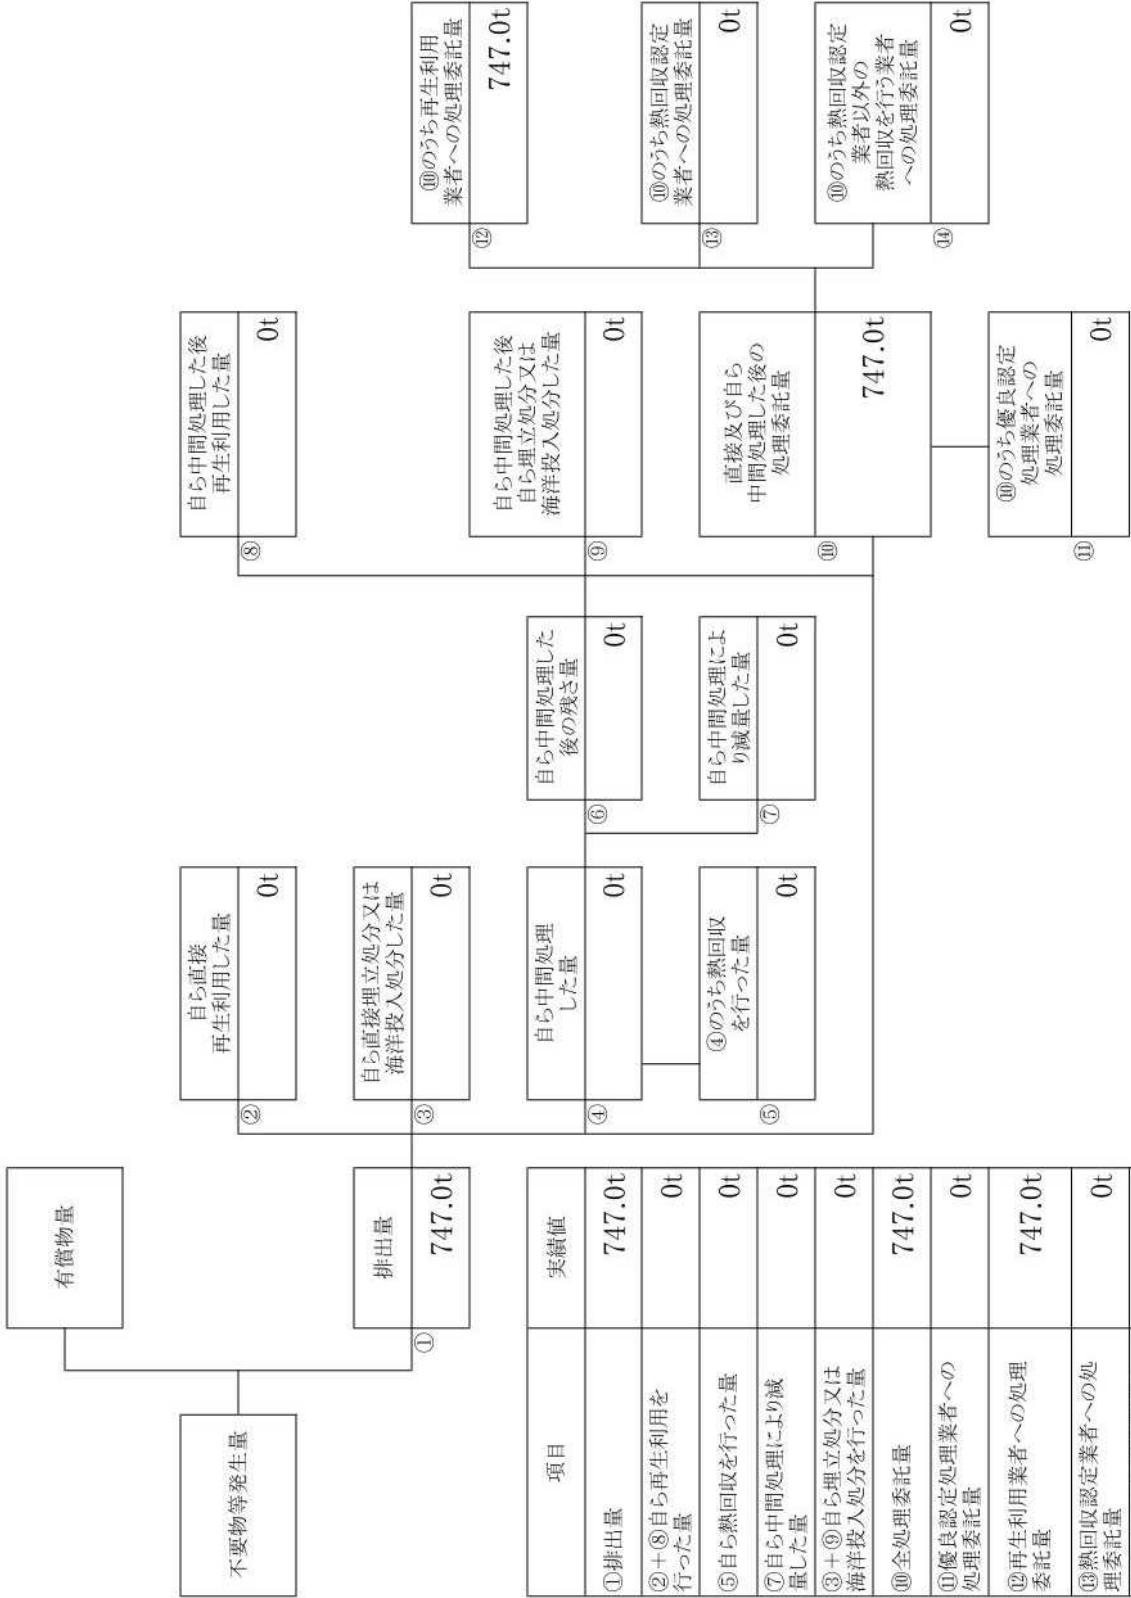 不要物等発生量
有償物量
①
排出量
747.0t
②
自ら直接
再生利用した量
0t
③
自ら直接埋立処分又は
海洋投入処分した量
0t
④
自ら中間処理
した量
0t
⑤
④のうち熱回収
を行った量
0t
⑥
自ら中間処理した
後の残さ量
0t
⑦
自ら中間処理によ
り減量した量
0t
⑧
自ら中間処理した後
再生利用した量
0t
⑨
自ら中間処理した後
自ら埋立処分又は
海洋投入処分した量
0t
⑩
直接及び自ら
中間処理した後の
処理委託量
747.0t
⑪
⑩のうち優良認定
処理業者への
処理委託量
0t
⑫
⑩のうち再生利用
業者への処理委託量
747.0t
⑬
⑩のうち熱回収認定
業者への処理委託量
0t
⑭
⑩のうち熱回収認定
業者以外の
熱回収を行う業者
への処理委託量
0t
項目 実績値
①排出量 747.0t
②＋⑧自ら再生利用を
行った量 0t
⑤自ら熱回収を行った量 0t
⑦自ら中間処理により減
量した量 0t
③＋⑨自ら埋立処分又は
海洋投入処分を行った量 0t
⑩全処理委託量 747.0t
⑪優良認定処理業者への
処理委託量 0t
⑫再生利用業者への処理
委託量 747.0t
⑬熱回収認定業者への処
理委託量 0t